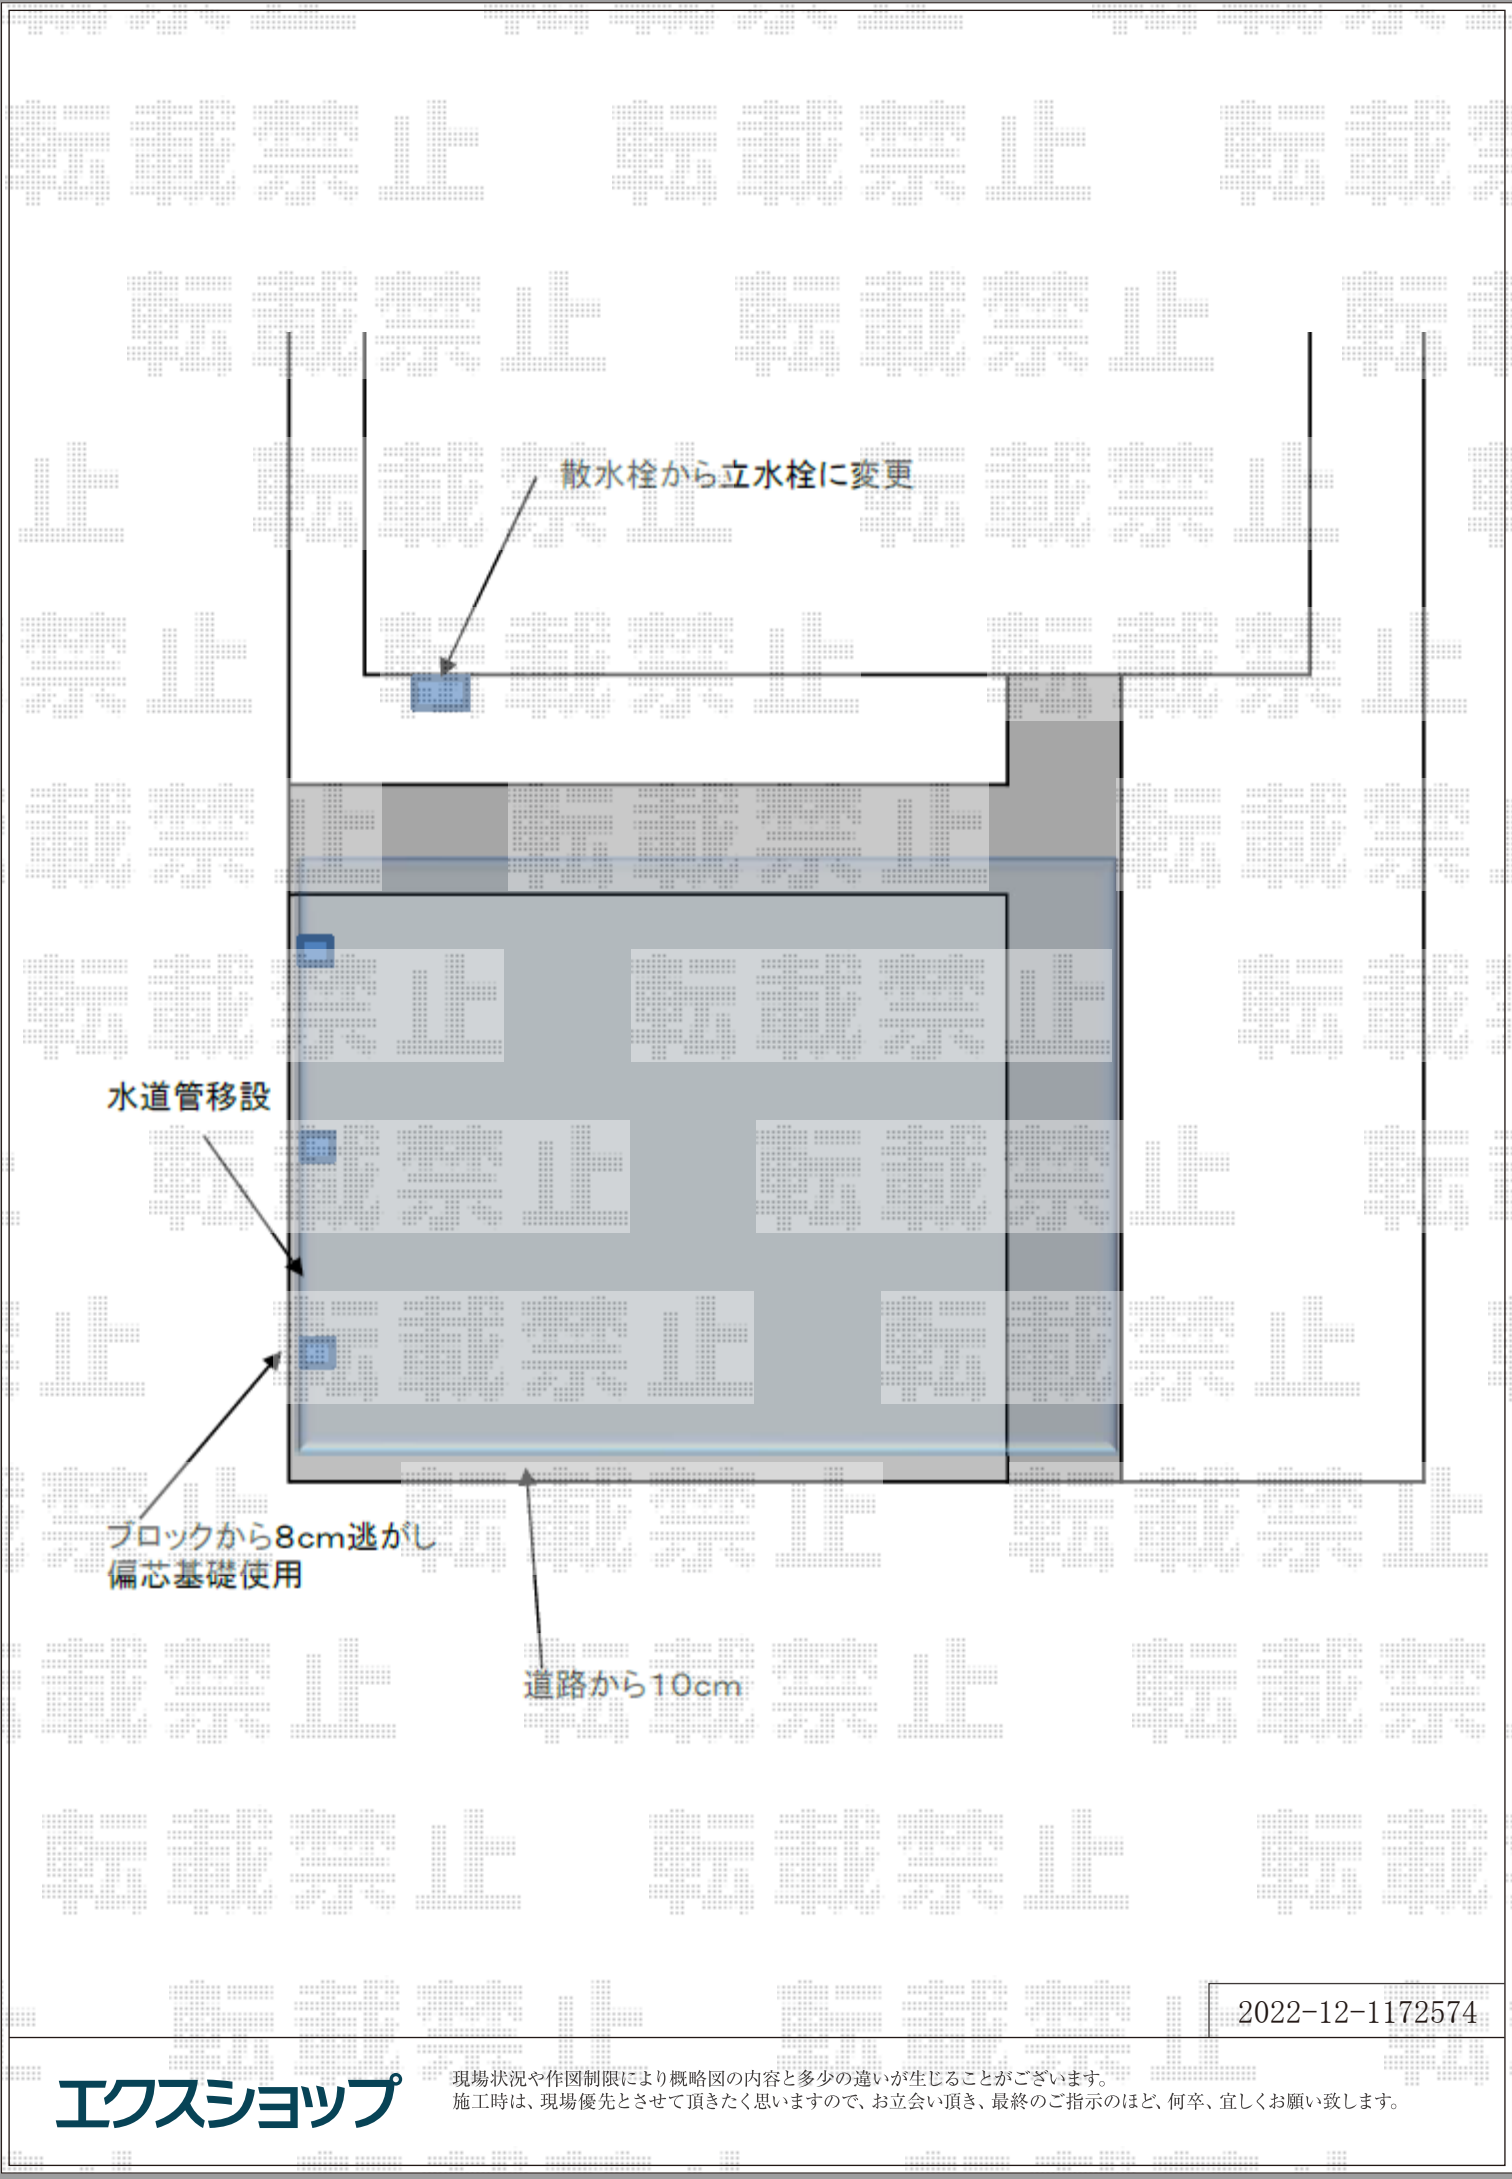 散水栓から立水栓に変更
水道管移設
ブロックから8cm逃がし
偏芯基礎使用
道路から10cm
2022-12-1172574
エクスショップ
現場状況や作図制限により概略図の内容と多少の違いが生じることがございます。
施工時は、現場優先とさせて頂きたく思いますので、お立会い頂き、最終のご指示のほど、何卒、宜しくお願い致します。
転載禁止